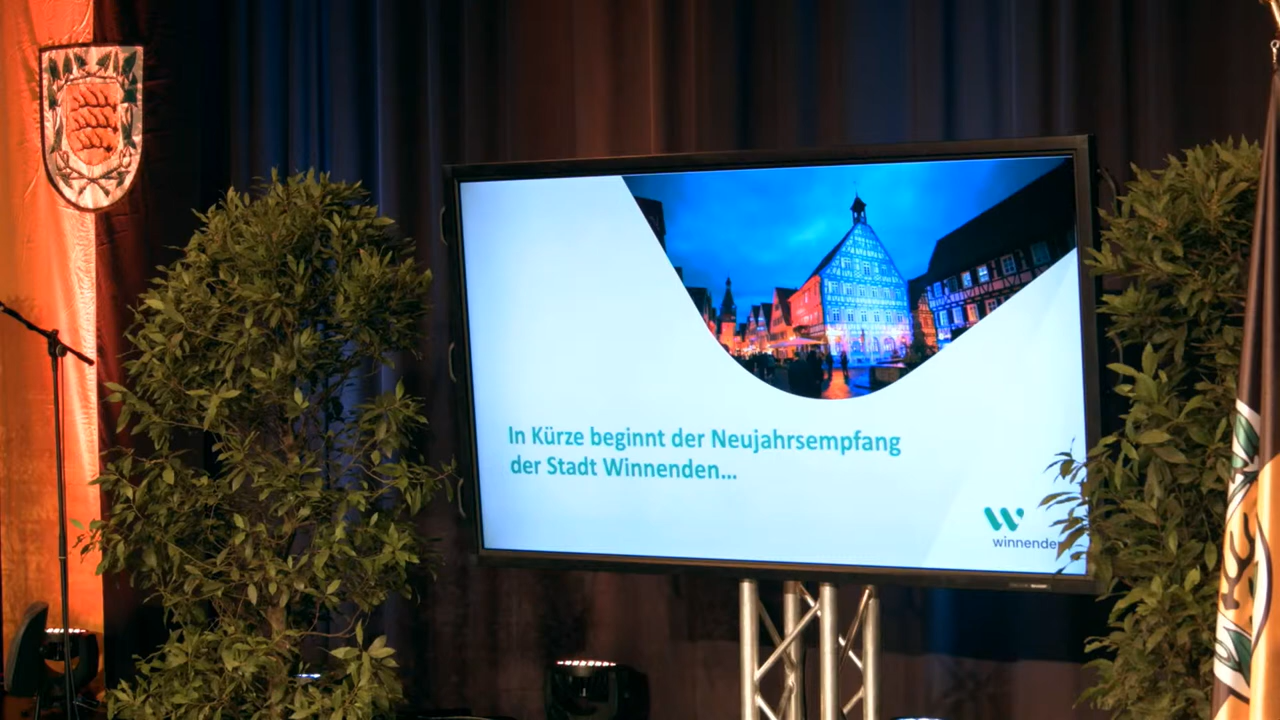 In Kürze beginnt der Neujahrsempfang
der Stadt Winnenden...
winnenden